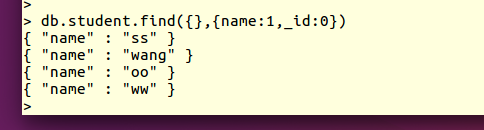 >
> db.student.find({},{name:1,_id:0})
{ "name" : "ss" }
{ "name" : "wang" }
{ "name" : "oo" }
{ "name" : "ww" }
>